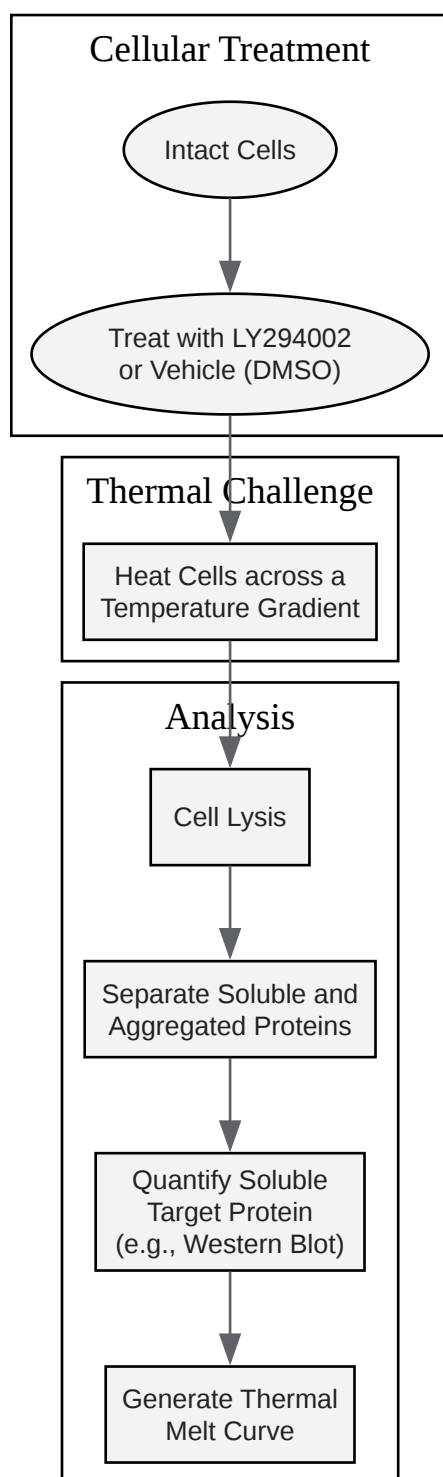 Cellular Treatment
Intact Cells
Treat with LY294002
or Vehicle (DMSO)
Thermal Challenge
Heat Cells across a
Temperature Gradient
Analysis
Cell Lysis
Separate Soluble and
Aggregated Proteins
Quantify Soluble
Target Protein
(e.g., Western Blot)
Generate Thermal
Melt Curve